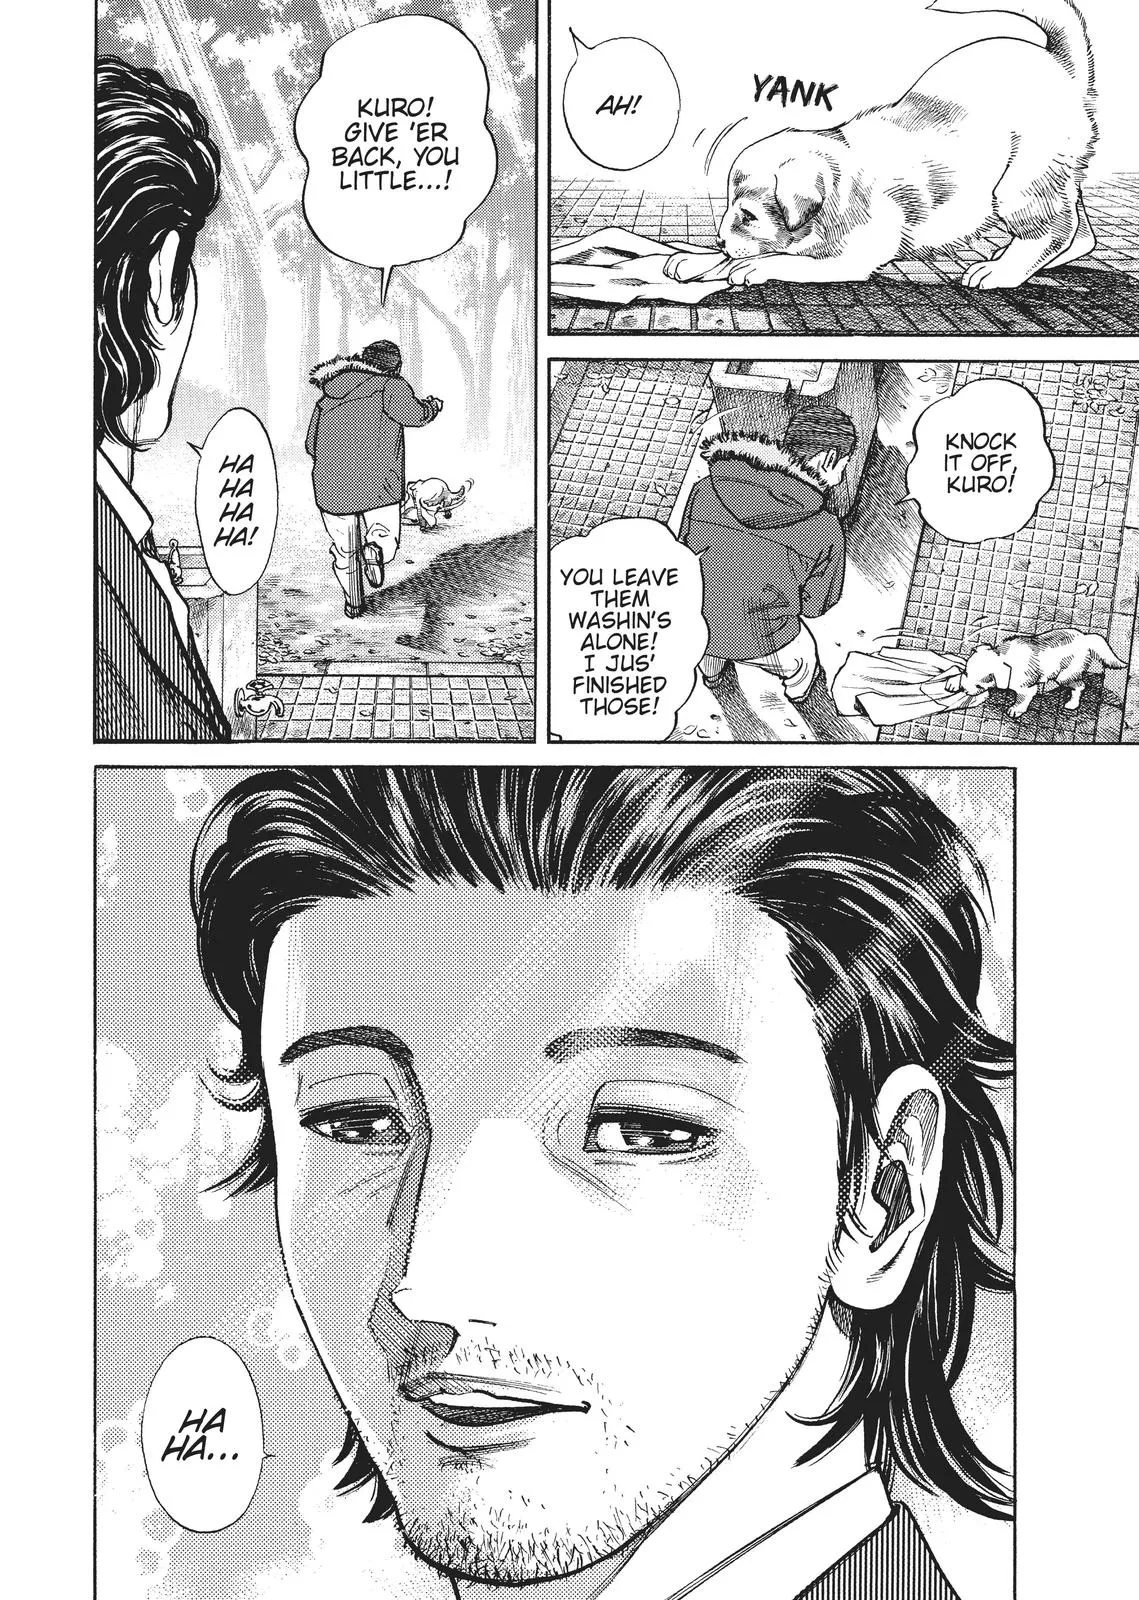 AH!
YANK
KNOCK
IT OFF,
KURO!
YOU LEAVE
THEM
WASHIN'S
ALONE!
I JUS'
FINISHED
THOSE!
KURO!
GIVE 'ER
BACK, YOU
LITTLE...!
HA
HA
HA
HA!
HA
HA...